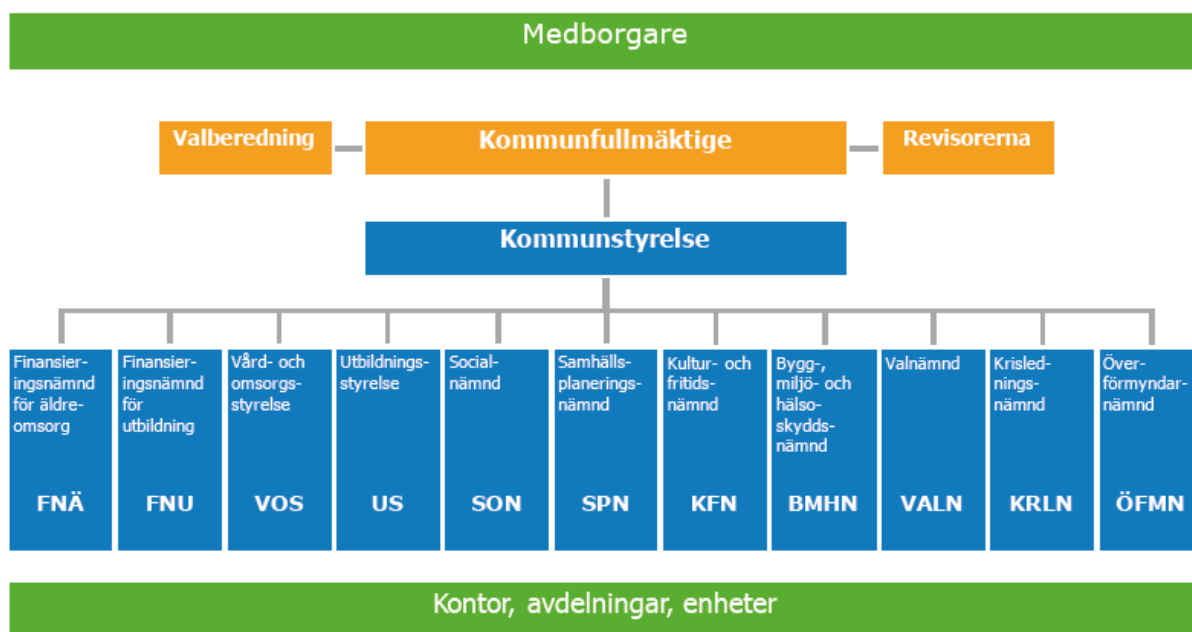 Medborgare
Valberedning
Kommunfullmäktige
Revisorerna
Kommunstyrelse
Finansier-
ingsnämnd
för äldre-
omsorg
FNÄ
Finansier-
ingsnämnd
för
utbildning
FNU
Vård- och
omsorgs-
styrelse
VOS
Utbildnings-
styrelse
US
Social-
nämnd
SON
Samhälls-
planerings-
nämnd
SPN
Kultur- och
fritids-
nämnd
KFN
Bygg-,
miljö- och
hälso-
skydds-
nämnd
BMHN
Valnämnd
VALN
Krisled-
nings-
nämnd
KRLN
Över-
förmyndar-
nämnd
ÖFMN
Kontor, avdelningar, enheter